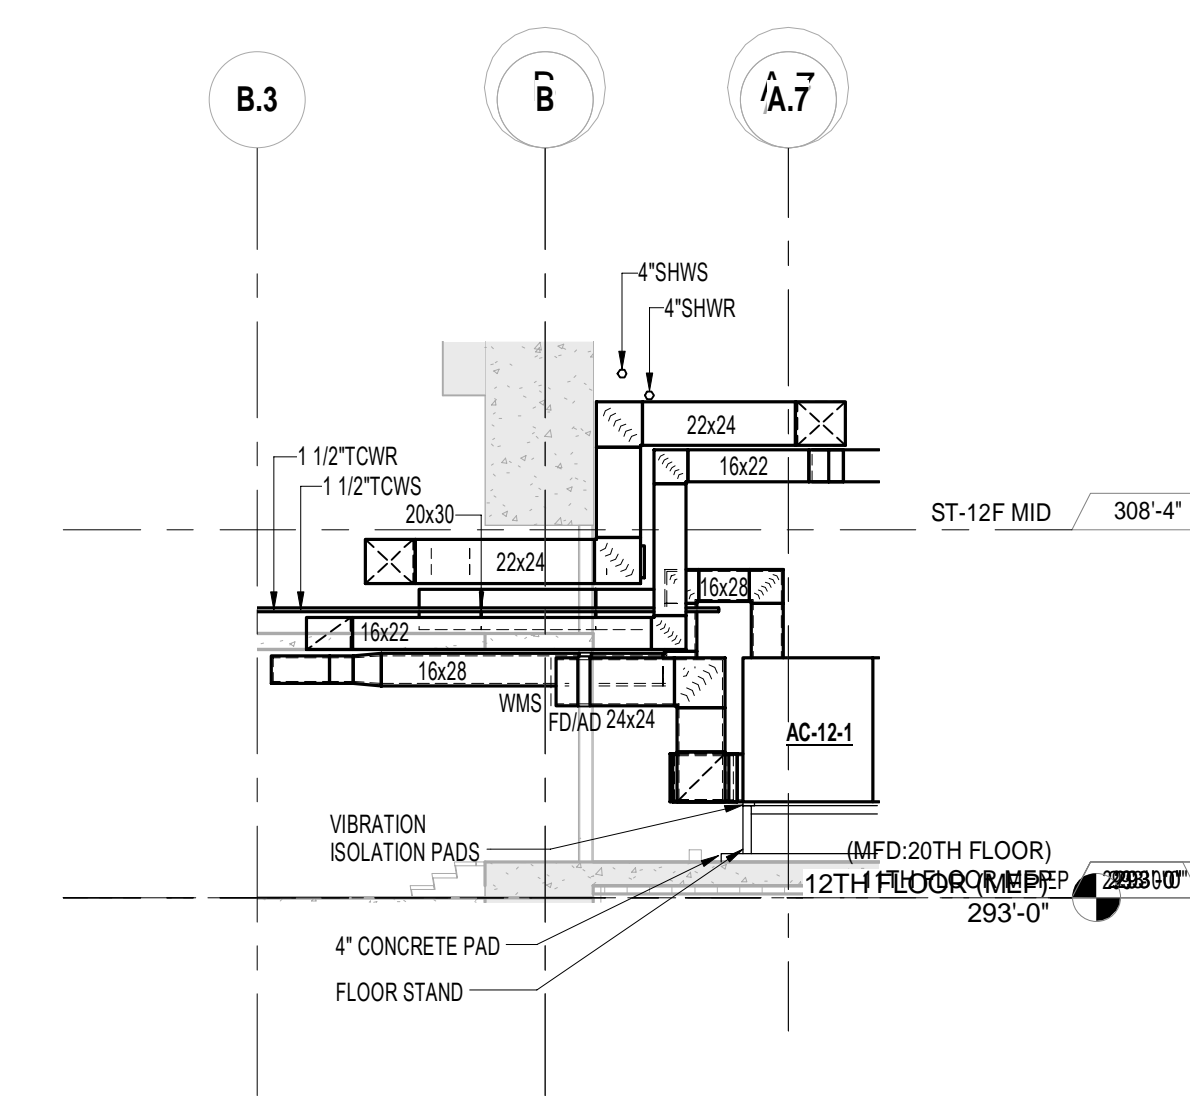 B.3
B
A.7
4"SHWS
4"SHWR
22x24
16x22
1 1/2"TCWR
1 1/2"TCWS
20x30
ST-12F MID
308'-4"
22x24
16x28
16x22
16x28
WMS
FD/AD
24x24
AC-12-1
VIBRATION
ISOLATION PADS
(MFD:20TH FLOOR)
12TH FLOOR (MEP)
293'-0"
4" CONCRETE PAD
FLOOR STAND